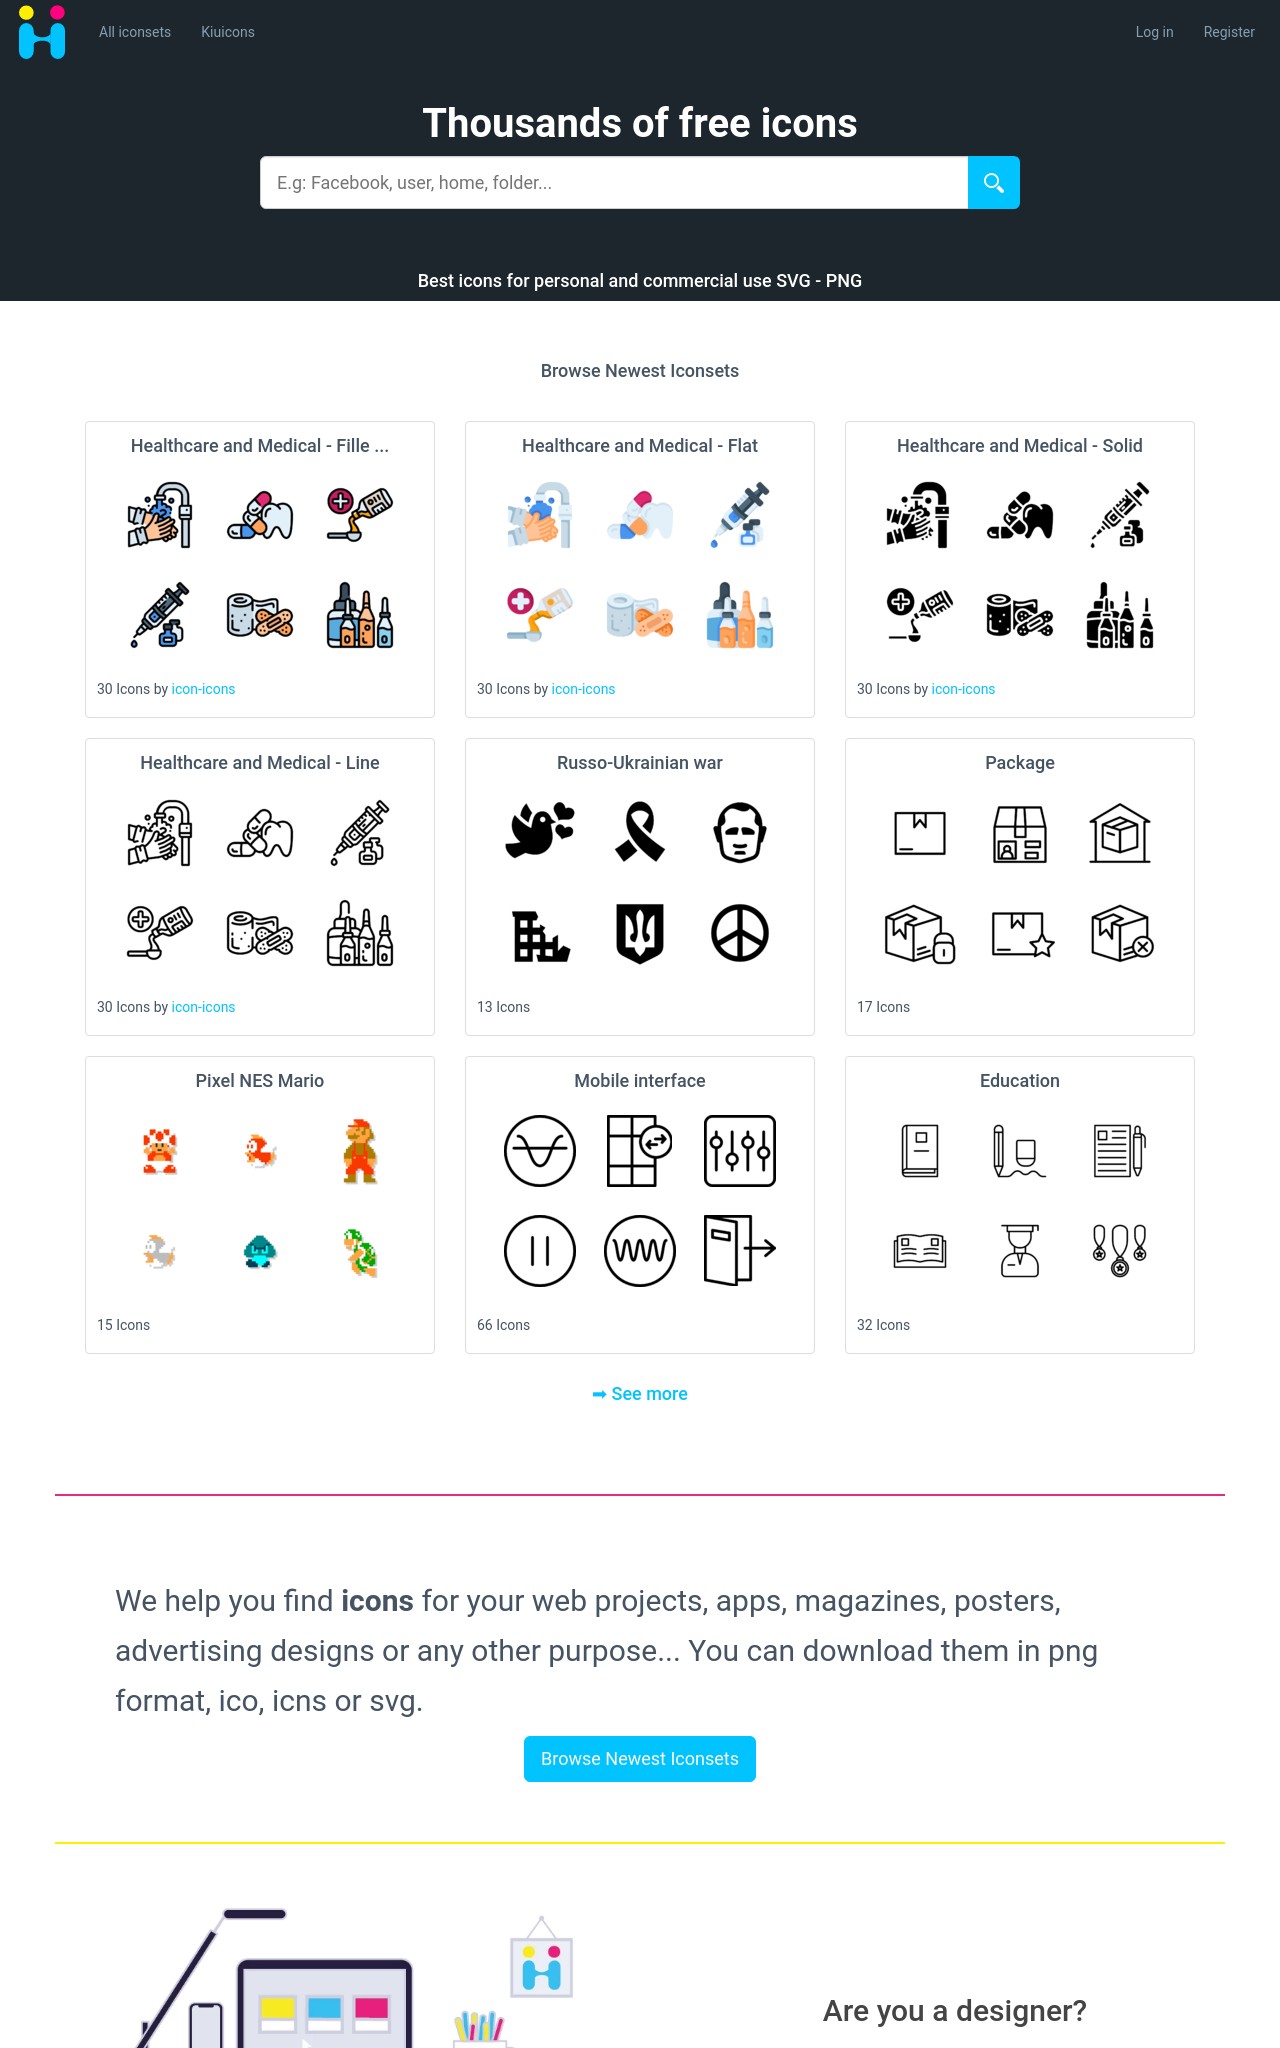 All iconsets
Kiuicons
Log in
Register
Thousands of free icons
E.g: Facebook, user, home, folder...
Best icons for personal and commercial use SVG - PNG
Browse Newest Iconsets
Healthcare and Medical - Fille ...
30 Icons by icon-icons
Healthcare and Medical - Flat
30 Icons by icon-icons
Healthcare and Medical - Solid
30 Icons by icon-icons
Healthcare and Medical - Line
30 Icons by icon-icons
Russo-Ukrainian war
13 Icons
Package
17 Icons
Pixel NES Mario
15 Icons
Mobile interface
66 Icons
Education
32 Icons
➡ See more
We help you find icons for your web projects, apps, magazines, posters,
advertising designs or any other purpose... You can download them in png
format, ico, icns or svg.
Browse Newest Iconsets
Are you a designer?